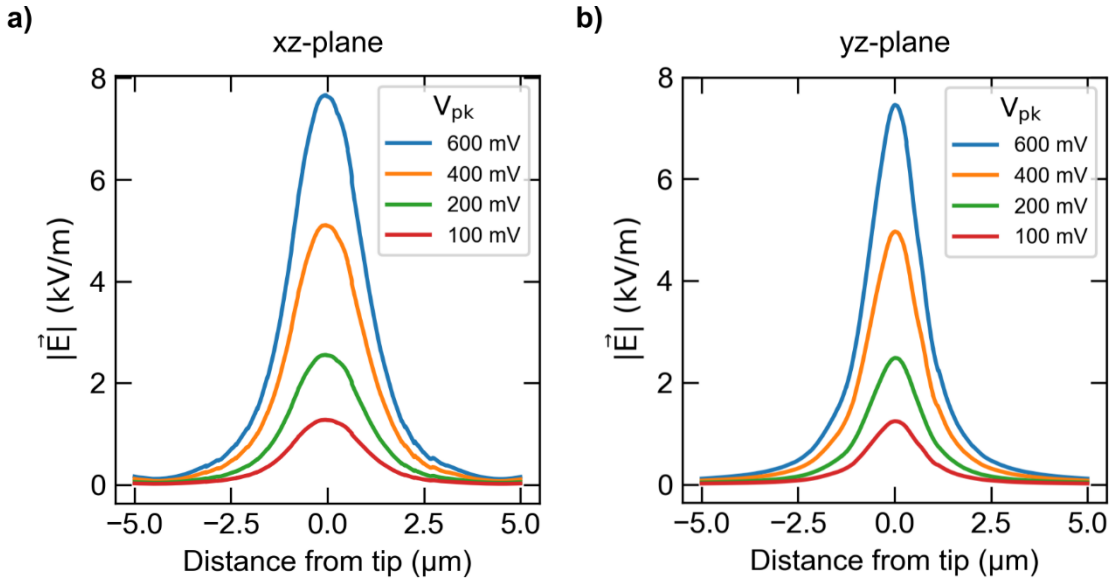 a)
xz-plane
|E⃗| (kV/m)
8
6
4
2
0
V_pk
600 mV
400 mV
200 mV
100 mV
−5.0 −2.5 0.0 2.5 5.0
Distance from tip (μm)
b)
yz-plane
|E⃗| (kV/m)
8
6
4
2
0
V_pk
600 mV
400 mV
200 mV
100 mV
−5.0 −2.5 0.0 2.5 5.0
Distance from tip (μm)